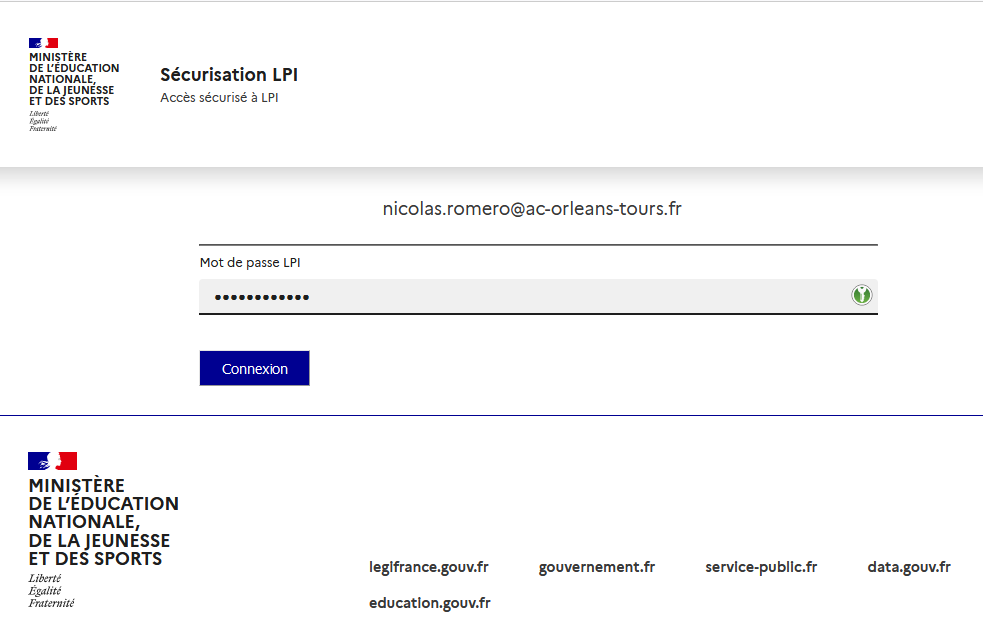 MINISTÈRE
DE L'ÉDUCATION
NATIONALE,
DE LA JEUNESSE
ET DES SPORTS
Liberté
Égalité
Fraternité
Sécurisation LPI
Accès sécurisé à LPI
nicolas.romero@ac-orleans-tours.fr
Mot de passe LPI
••••••••••••
Connexion
MINISTÈRE
DE L'ÉDUCATION
NATIONALE,
DE LA JEUNESSE
ET DES SPORTS
Liberté
Égalité
Fraternité
legifrance.gouv.fr gouvernement.fr service-public.fr data.gouv.fr
education.gouv.fr